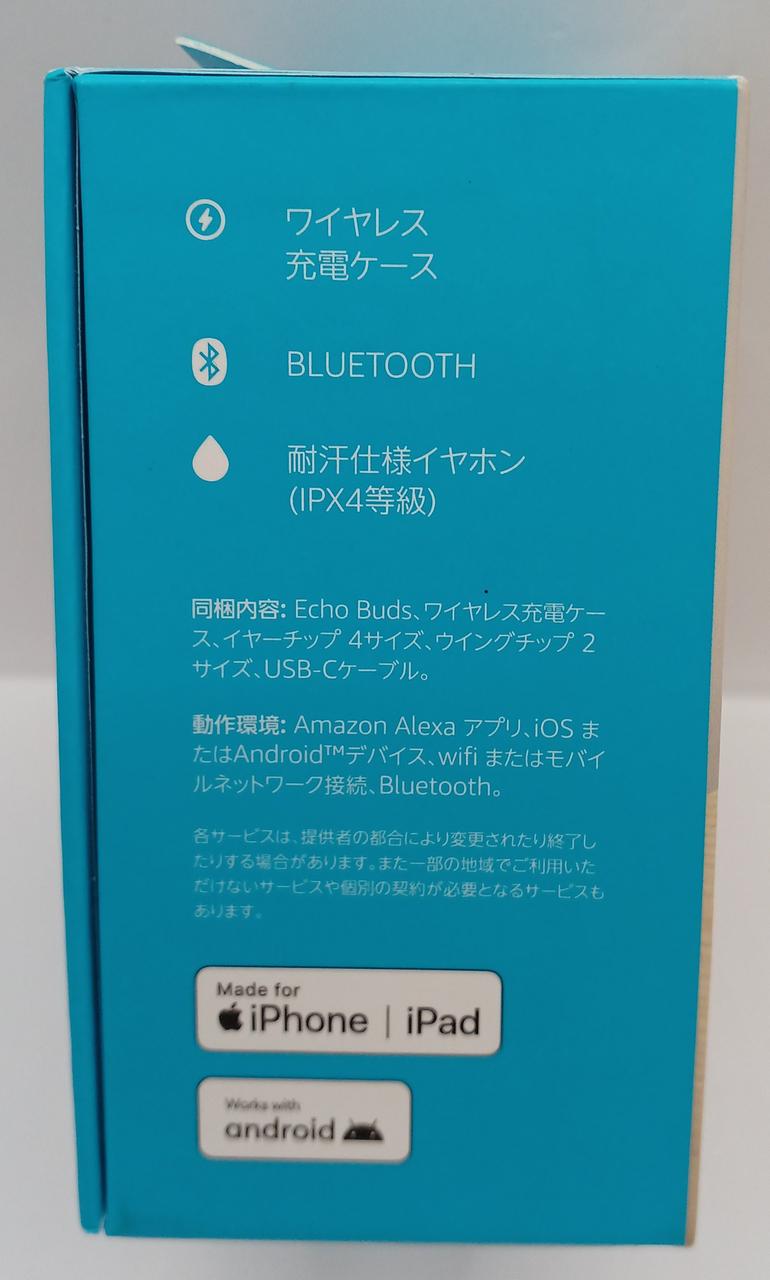 ワイヤレス
充電ケース
BLUETOOTH
耐汗仕様イヤホン
(IPX4等級)
同梱内容: Echo Buds、ワイヤレス充電ケー
ス、イヤーチップ 4サイズ、ウイングチップ 2
サイズ、USB-Cケーブル。
動作環境: Amazon Alexa アプリ、iOS ま
たはAndroid™デバイス、wifi またはモバイ
ルネットワーク接続、Bluetooth。
各サービスは、提供者の都合により変更されたり終了し
たりする場合があります。また一部の地域でご利用いた
だけないサービスや個別の契約が必要となるサービスも
あります。
Made for
iPhone | iPad
Works with
android